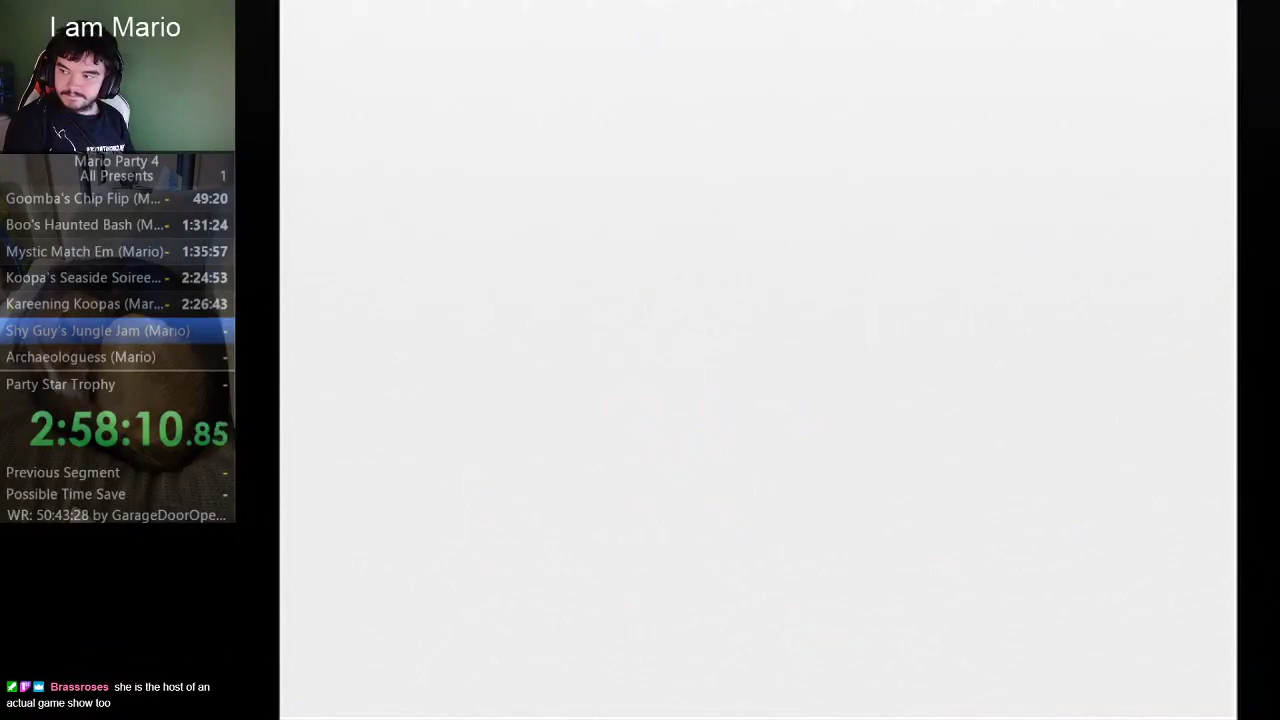 I am Mario
Mario Party 4
All Presents 1
Goomba's Chip Flip (M... - 49:20
Boo's Haunted Bash (M... - 1:31:24
Mystic Match Em (Mario)- 1:35:57
Koopa's Seaside Soiree... - 2:24:53
Kareening Koopas (Mar... - 2:26:43
Shy Guy's Jungle Jam (Mario) -
Archaeologuess (Mario) -
Party Star Trophy -
2:58:10.85
Previous Segment -
Possible Time Save -
WR: 50:43:28 by GarageDoorOpe...
Brassroses she is the host of an
actual game show too